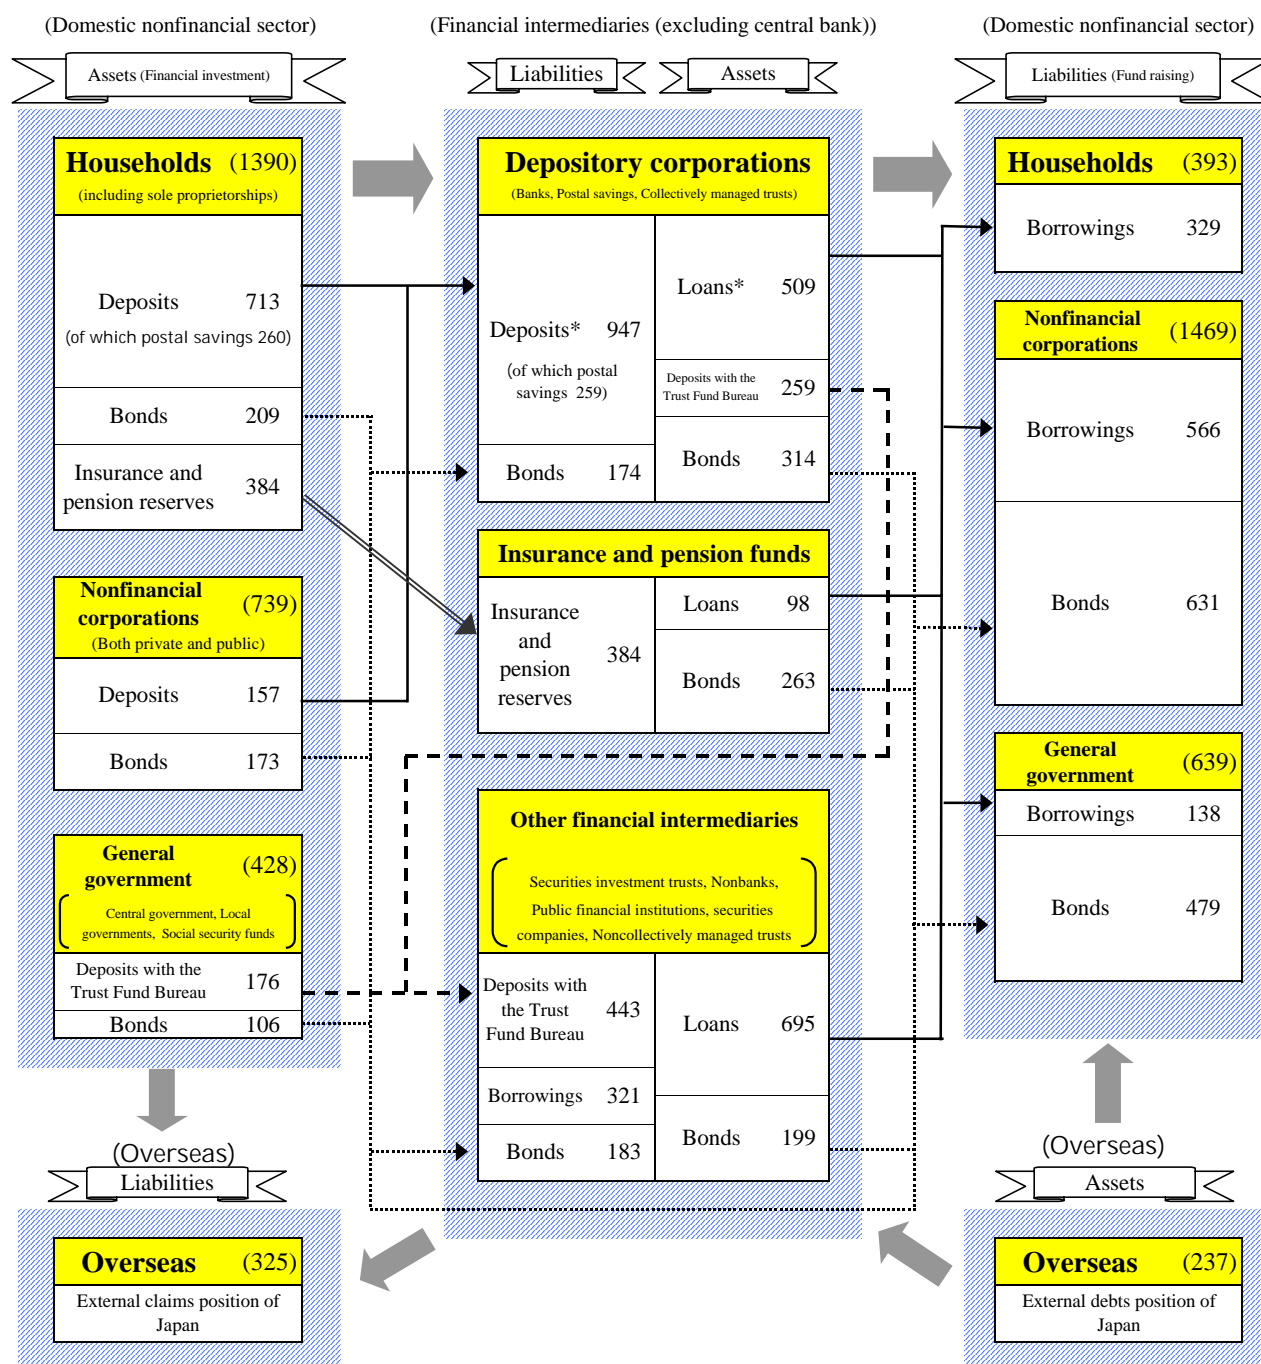 (Domestic nonfinancial sector)
Assets (Financial investment)
Households (1390)
(including sole proprietorships)
Deposits 713
(of which postal savings 260)
Bonds 209
Insurance and
pension reserves 384
Nonfinancial
corporations (739)
(Both private and public)
Deposits 157
Bonds 173
General
government (428)
Central government, Local
governments, Social security funds
Deposits with the
Trust Fund Bureau 176
Bonds 106
(Overseas)
Liabilities
Overseas (325)
External claims position of
Japan
(Financial intermediaries (excluding central bank))
Liabilities Assets
Depository corporations
(Banks, Postal savings, Collectively managed trusts)
Deposits* 947
(of which postal
savings 259)
Bonds 174
Loans* 509
Deposits with the
Trust Fund Bureau 259
Bonds 314
Insurance and pension funds
Insurance
and
pension
reserves 384
Loans 98
Bonds 263
Other financial intermediaries
Securities investment trusts, Nonbanks,
Public financial institutions, securities
companies, Noncollectively managed trusts
Deposits with
the Trust
Fund Bureau 443
Borrowings 321
Bonds 183
Loans 695
Bonds 199
(Domestic nonfinancial sector)
Liabilities (Fund raising)
Households (393)
Borrowings 329
Nonfinancial
corporations (1469)
Borrowings 566
Bonds 631
General
government (639)
Borrowings 138
Bonds 479
(Overseas)
Assets
Overseas (237)
External debts position of
Japan